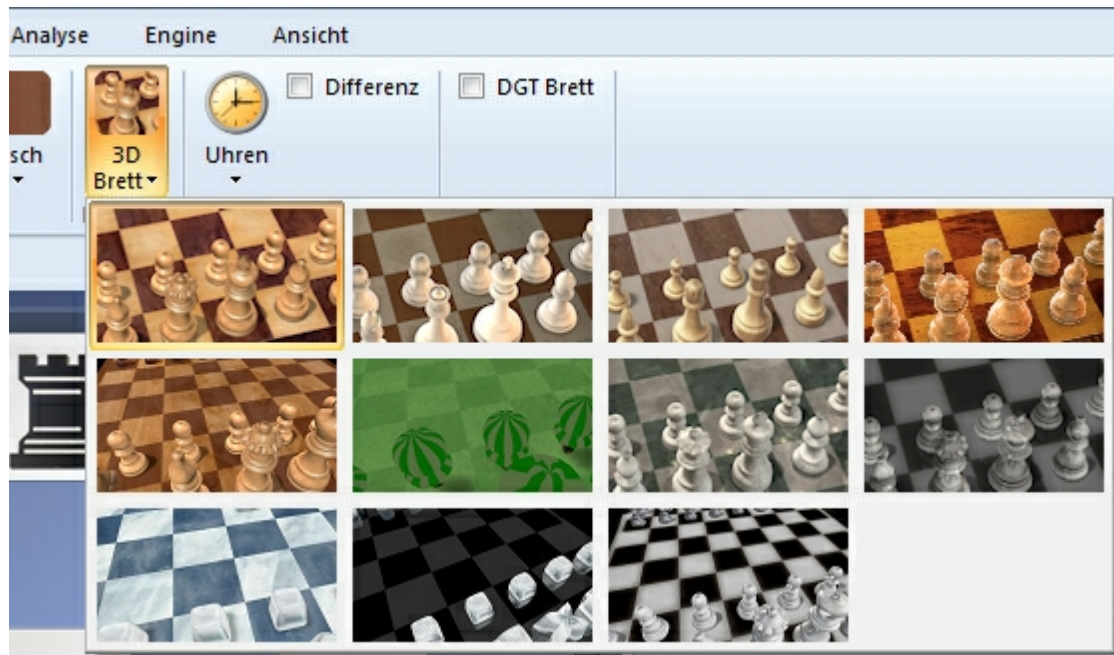 Analyse Engine Ansicht
Differenz DGT Brett
sch 3D Uhren
Brett